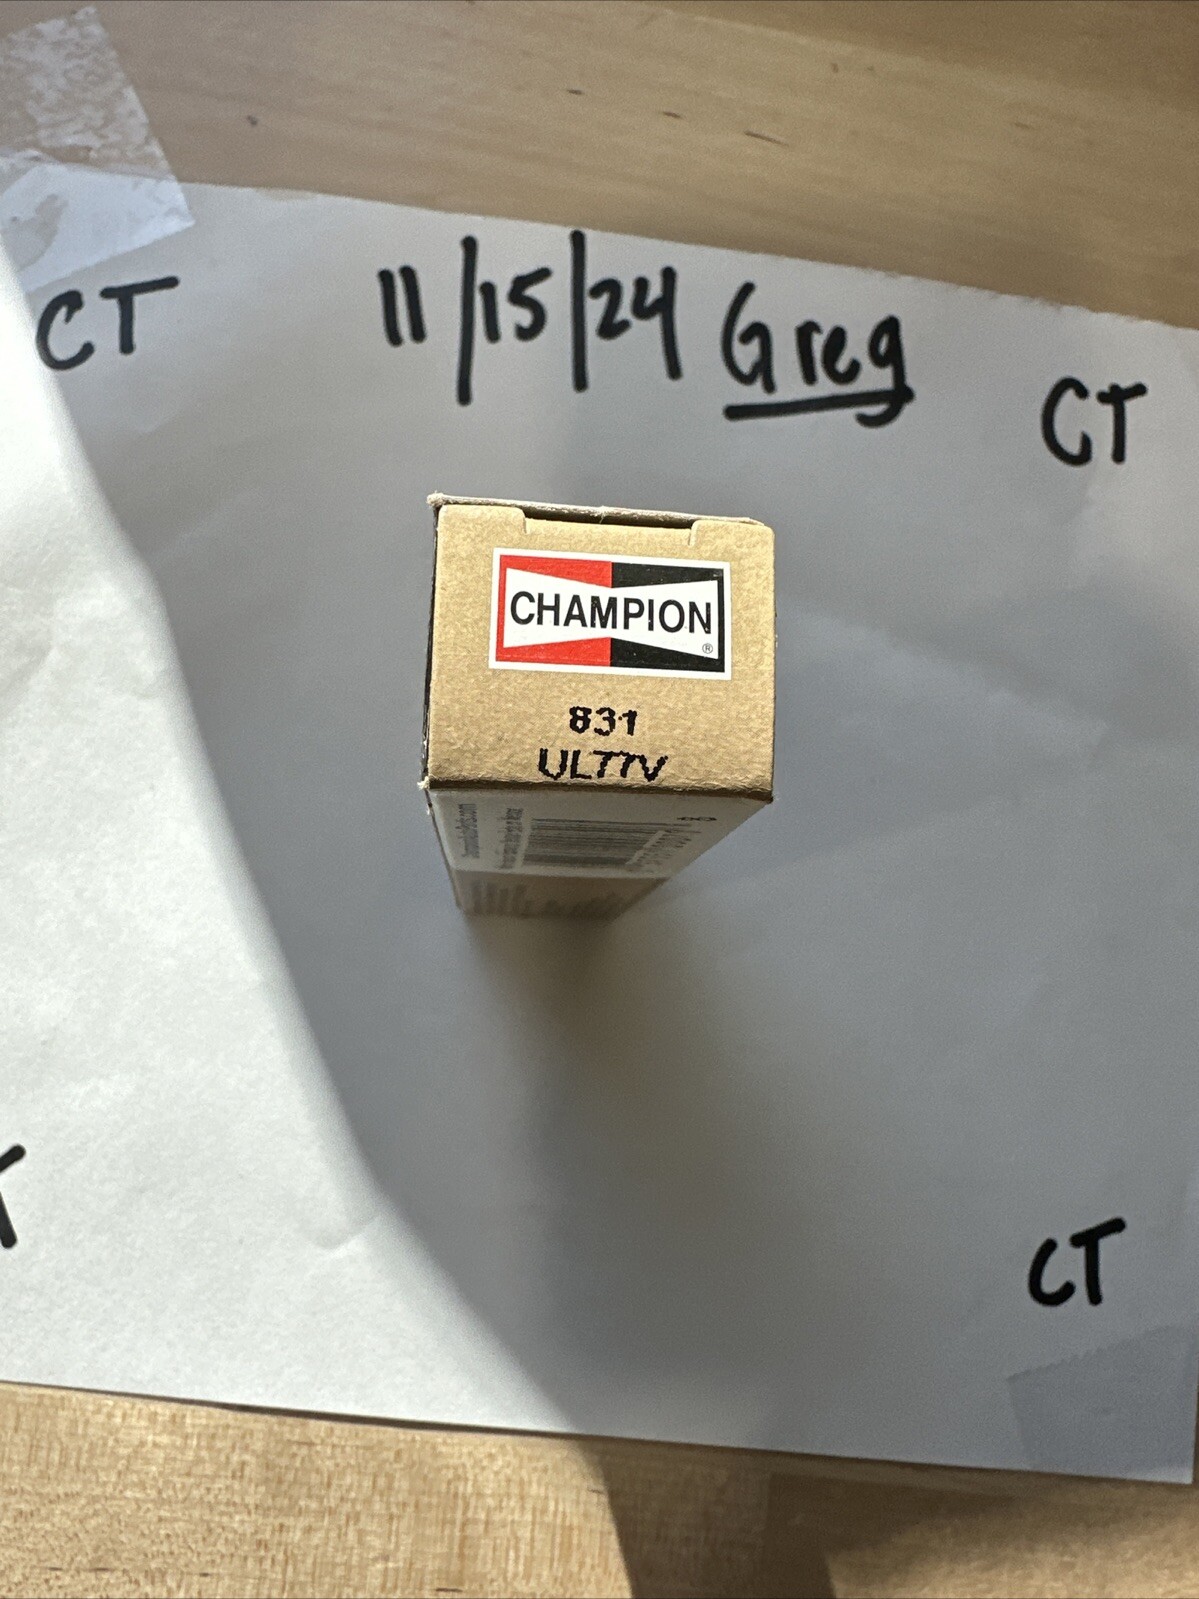 CT
11/15/24 Greg
CT
CHAMPION®
831
UL77V
CT